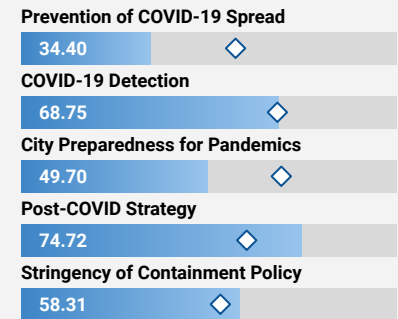 Prevention of COVID-19 Spread
34.40
COVID-19 Detection
68.75
City Preparedness for Pandemics
49.70
Post-COVID Strategy
74.72
Stringency of Containment Policy
58.31